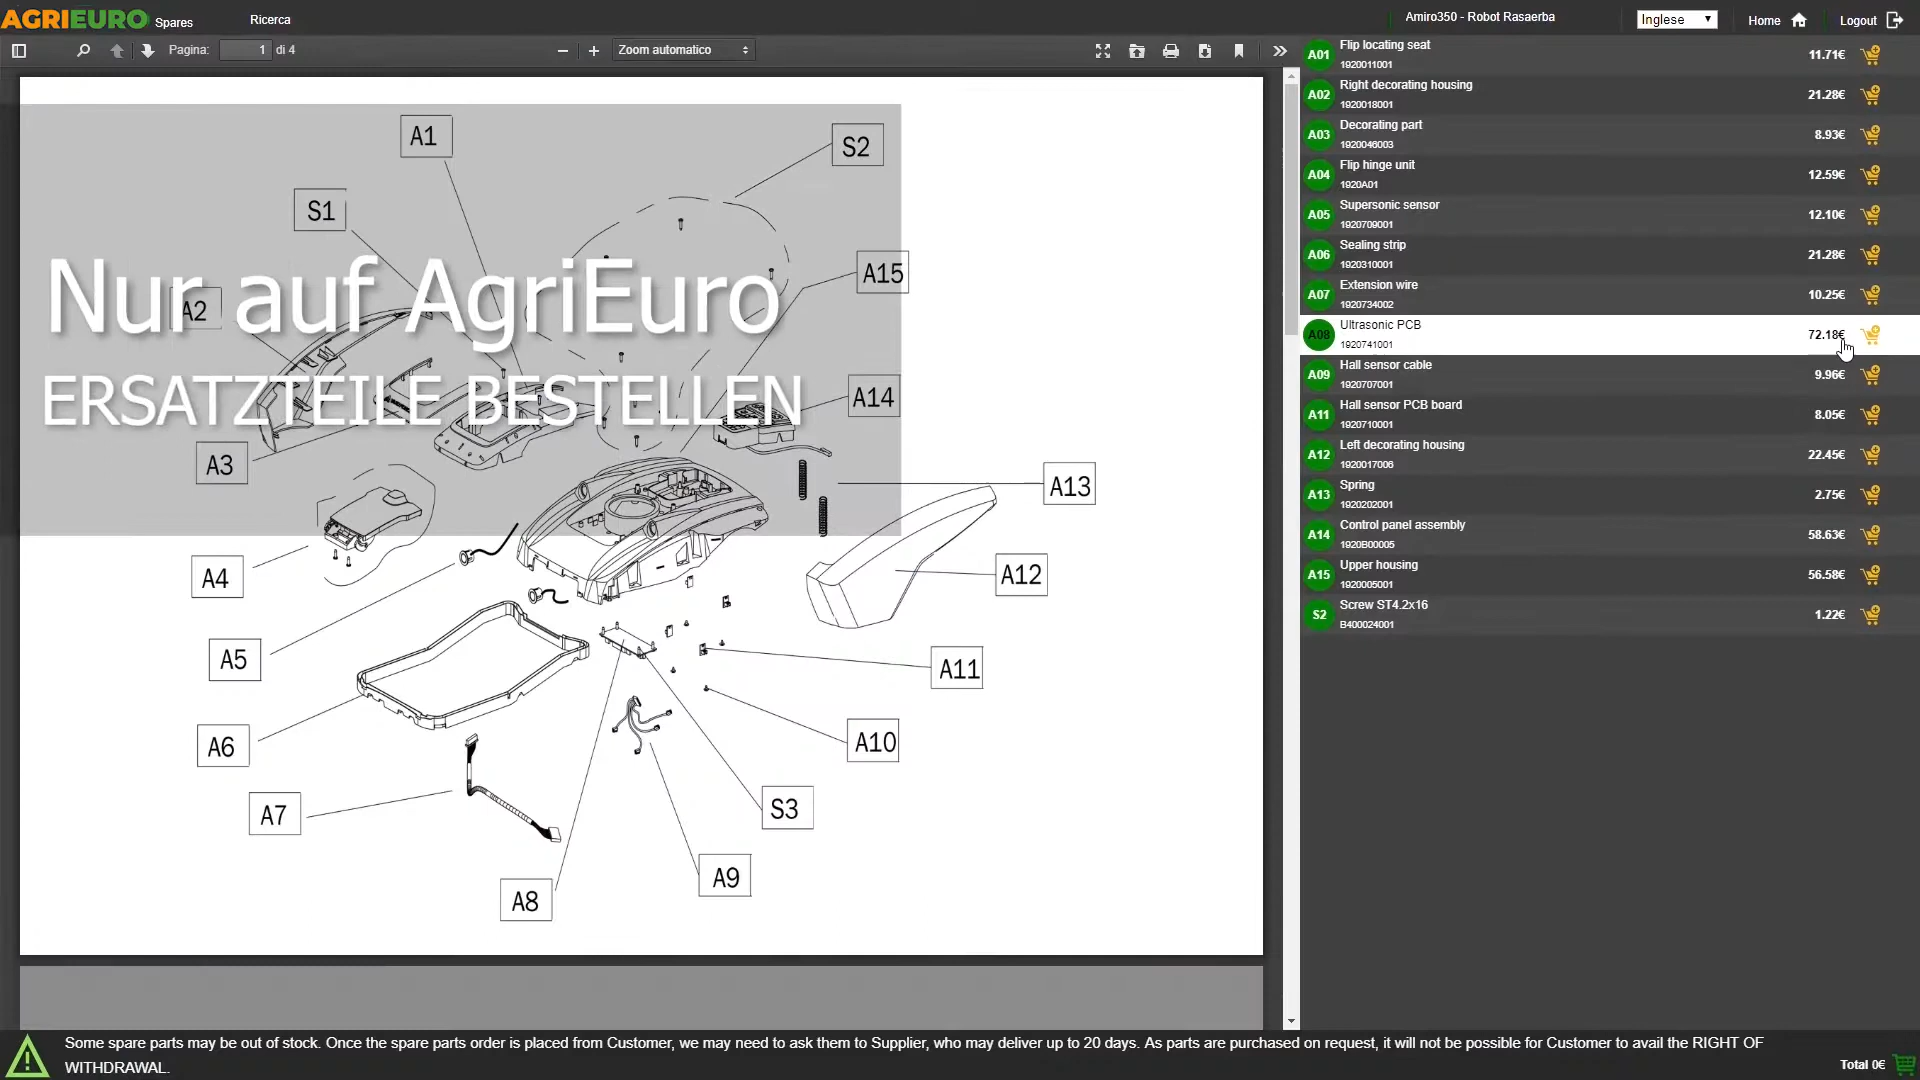 AGRIEURO Spares
Ricerca
Amiro350 - Robot Rasaerba
Inglese
Home
Logout
Pagina: 1 di 4
Zoom automatico
A1
S2
S1
A15
A2
Nur auf AgriEuro
ERSATZTEILE BESTELLEN
A14
A3
A13
A4
A12
A5
A11
A6
A10
A7
S3
A9
A8
A01 Flip locating seat 11.71€
1920011001
A02 Right decorating housing 21.28€
1920018001
A03 Decorating part 8.93€
1920046003
A04 Flip hinge unit 12.59€
1920A01
A05 Supersonic sensor 12.10€
1920709001
A06 Sealing strip 21.28€
1920310001
A07 Extension wire 10.25€
1920734002
A08 Ultrasonic PCB 72.18€
1920741001
A09 Hall sensor cable 9.96€
1920707001
A11 Hall sensor PCB board 8.05€
1920710001
A12 Left decorating housing 22.45€
1920017006
A13 Spring 2.75€
1920202001
A14 Control panel assembly 58.63€
1920B00005
A15 Upper housing 56.58€
1920005001
S2 Screw ST4.2x16 1.22€
B400024001
Some spare parts may be out of stock. Once the spare parts order is placed from Customer, we may need to ask them to Supplier, who may deliver up to 20 days. As parts are purchased on request, it will not be possible for Customer to avail the RIGHT OF
WITHDRAWAL.
Total 0€